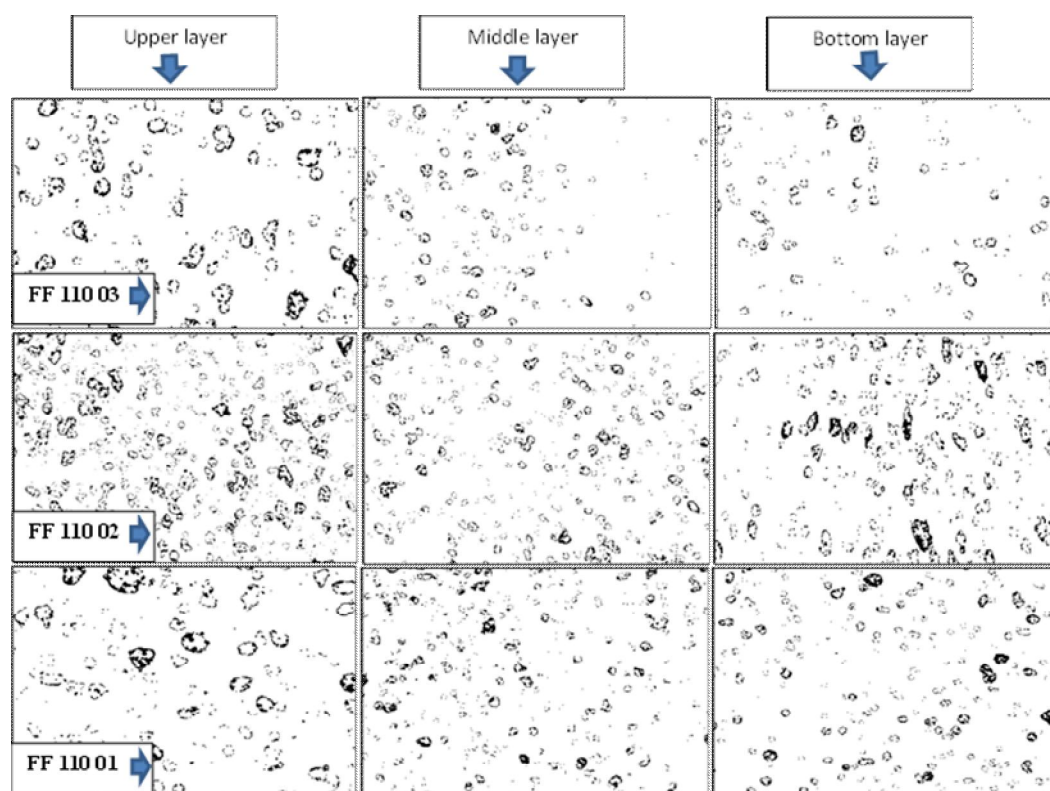 Upper layer
Middle layer
Bottom layer
FF 110 03
FF 110 02
FF 110 01